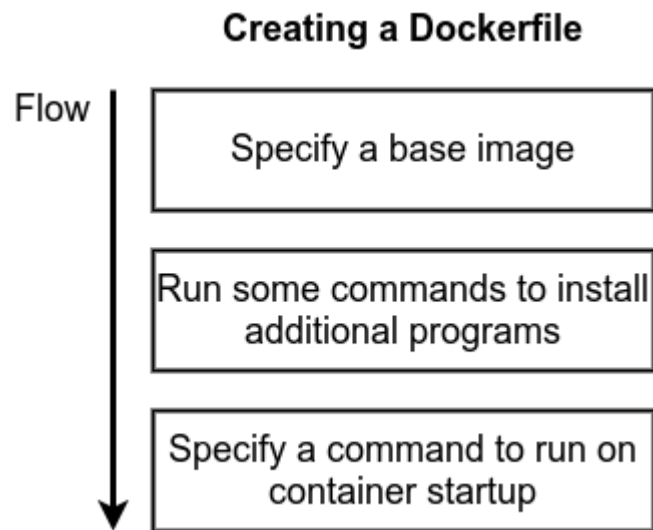 Creating a Dockerfile
Flow
Specify a base image
Run some commands to install
additional programs
Specify a command to run on
container startup